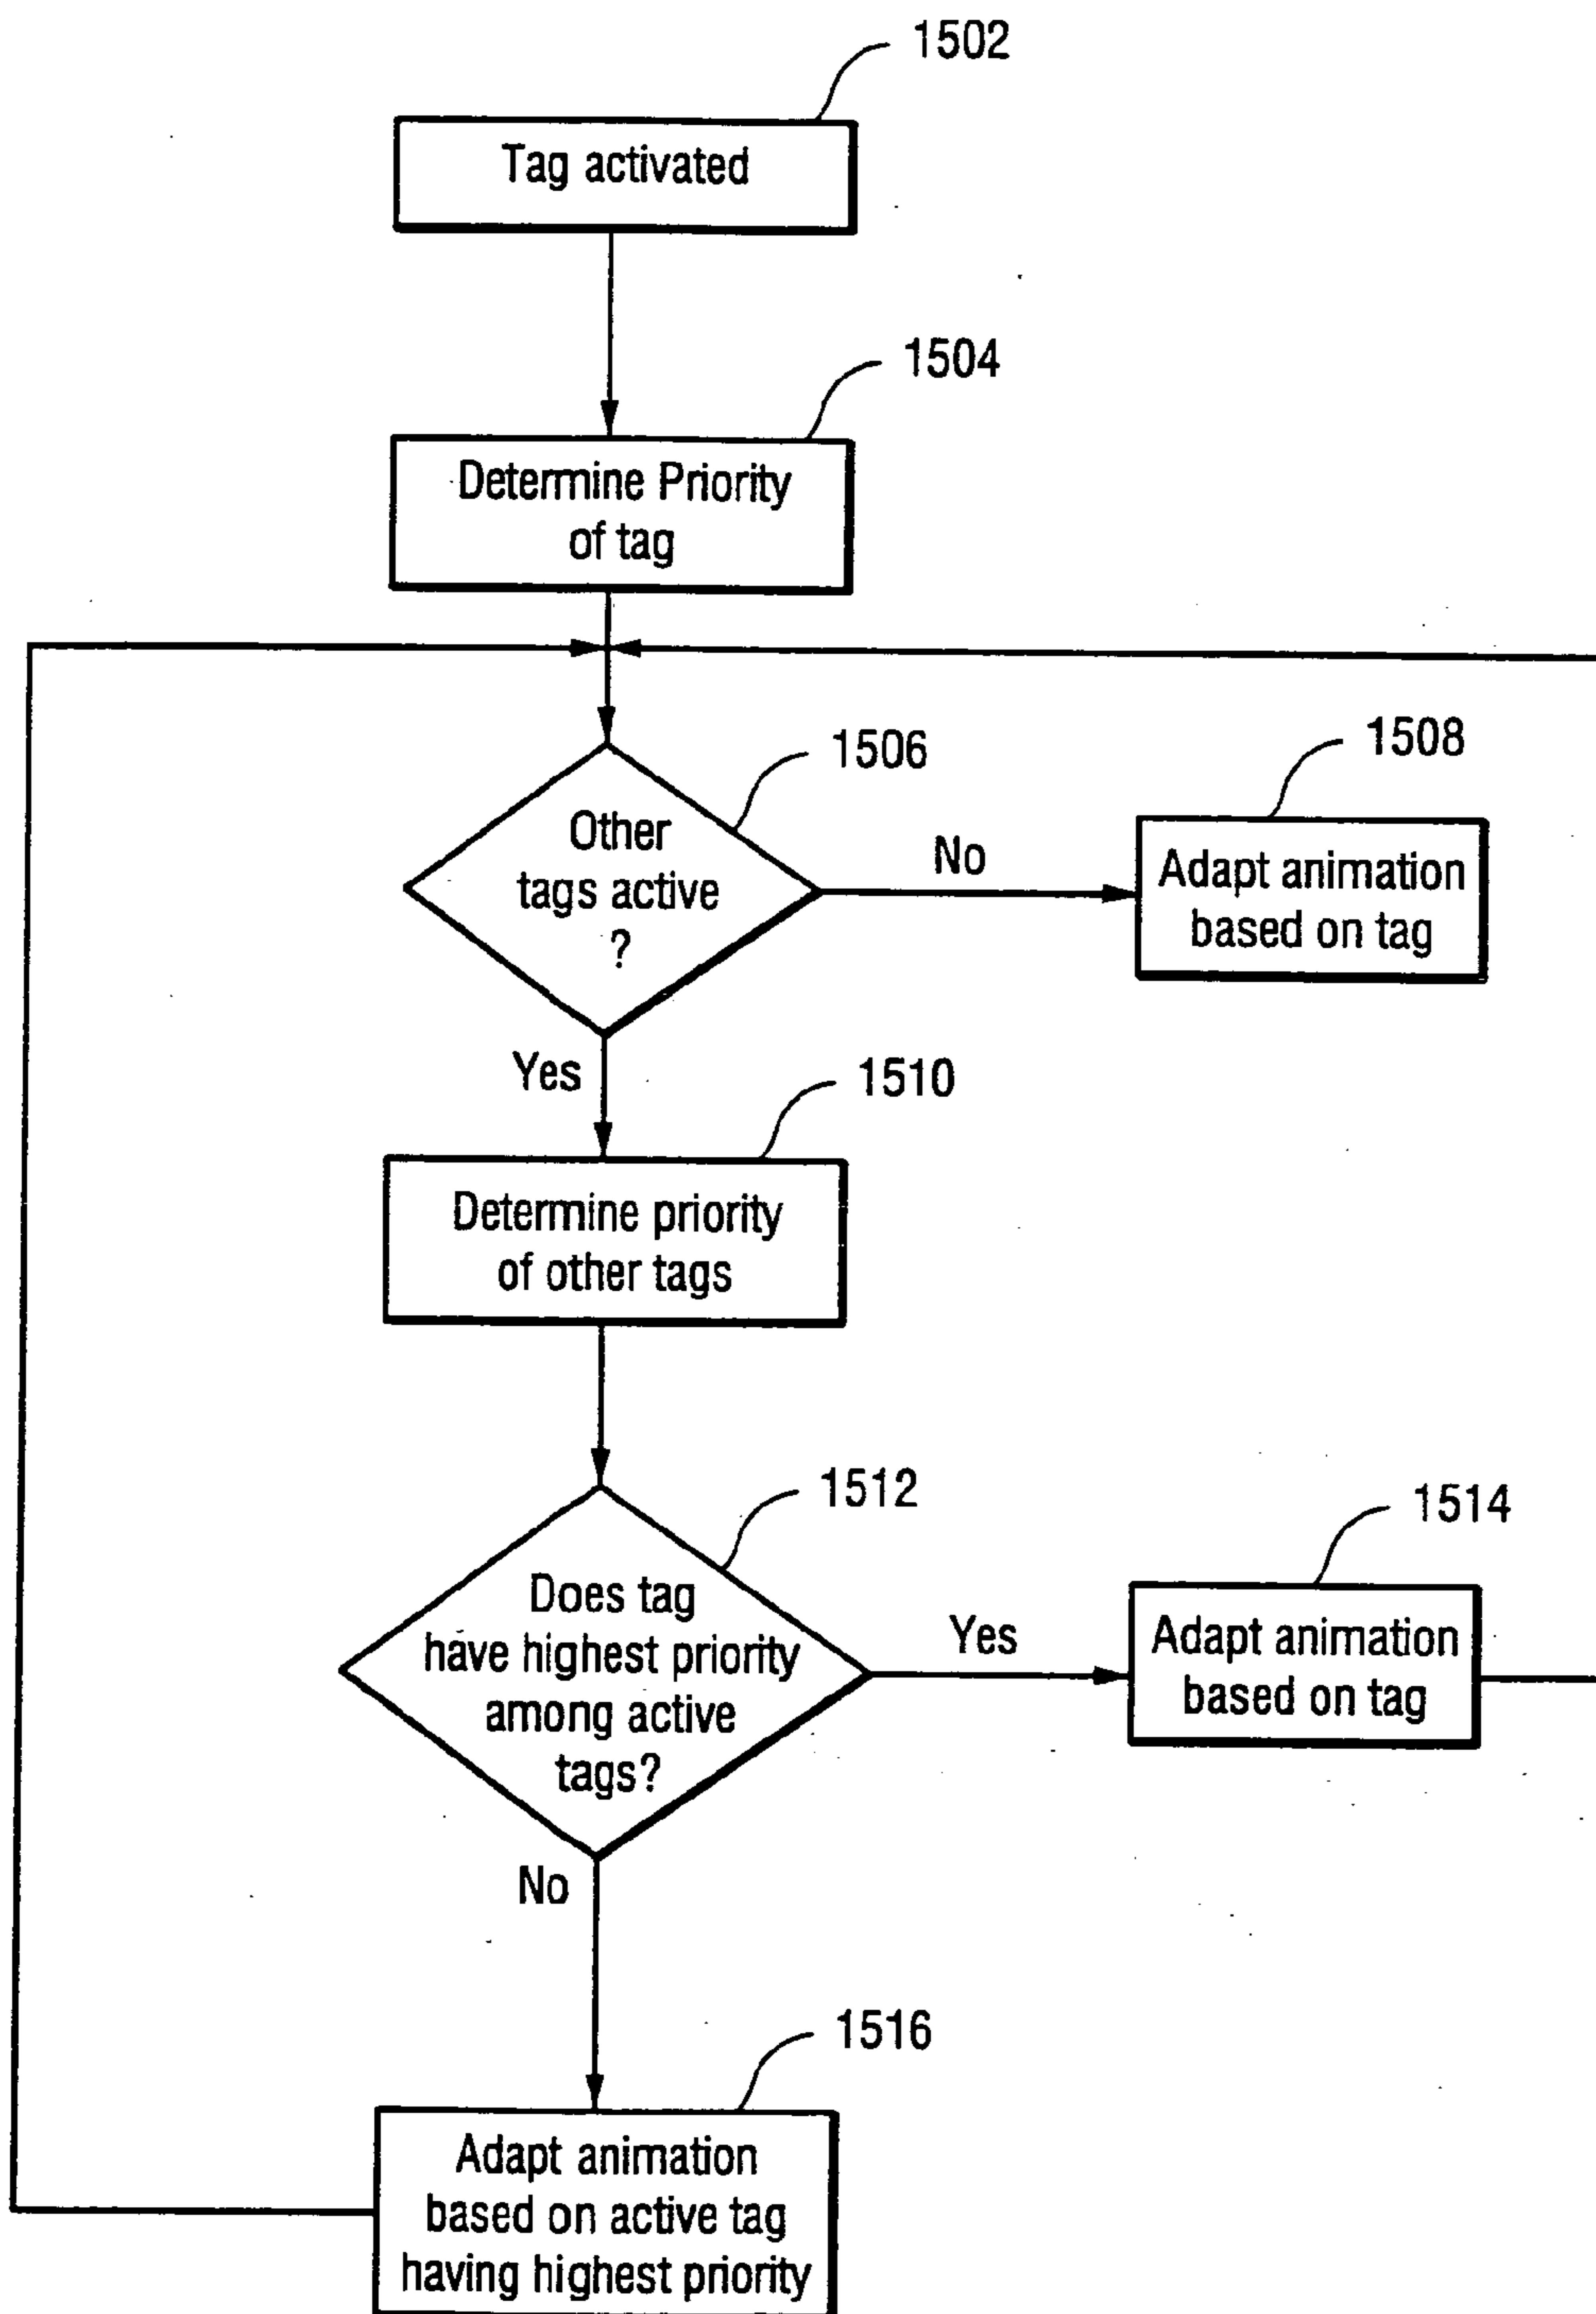 1502
Tag activated
1504
Determine Priority
of tag
1506
Other
tags active
?
No
1508
Adapt animation
based on tag
Yes
1510
Determine priority
of other tags
1512
Does tag
have highest priority
among active
tags?
Yes
1514
Adapt animation
based on tag
No
1516
Adapt animation
based on active tag
having highest priority